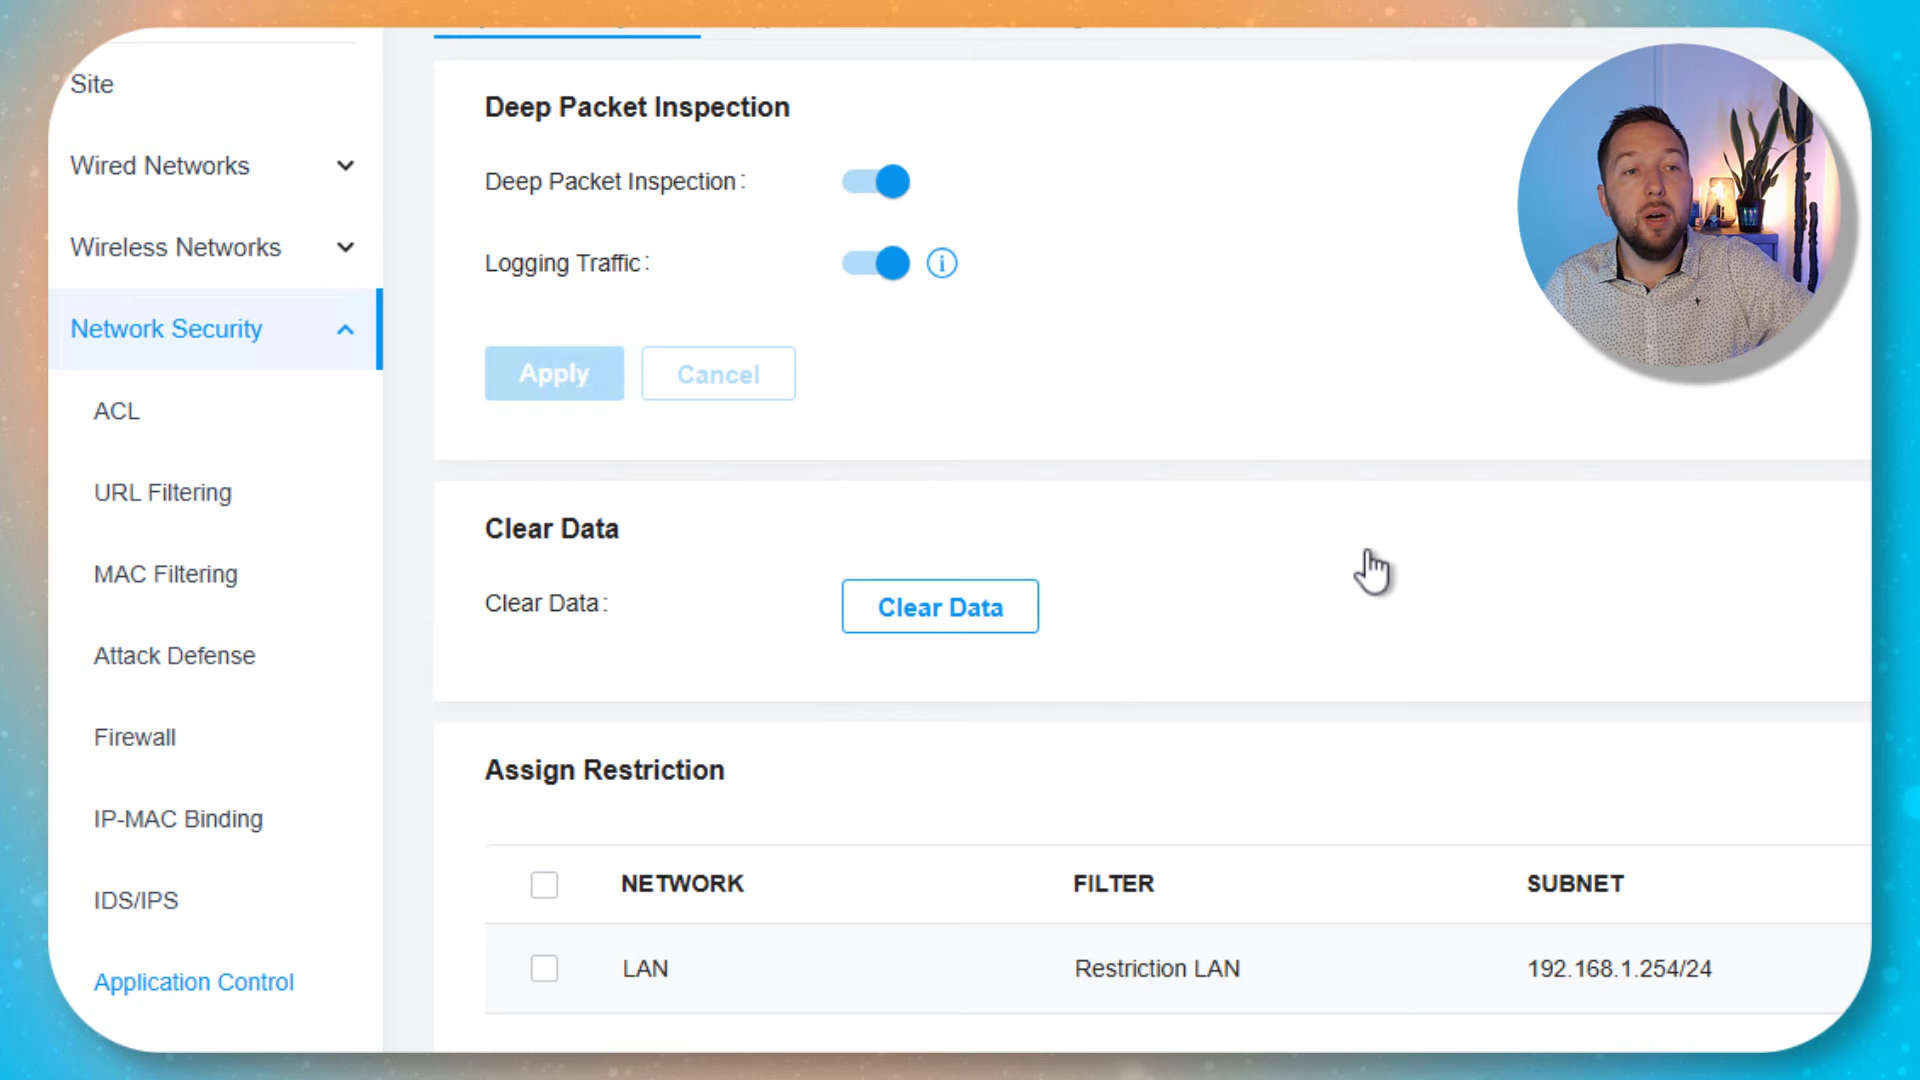 Site
Wired Networks
Wireless Networks
Network Security
ACL
URL Filtering
MAC Filtering
Attack Defense
Firewall
IP-MAC Binding
IDS/IPS
Application Control
Deep Packet Inspection
Deep Packet Inspection:
Logging Traffic:
Apply Cancel
Clear Data
Clear Data: Clear Data
Assign Restriction
NETWORK FILTER SUBNET
LAN Restriction LAN 192.168.1.254/24